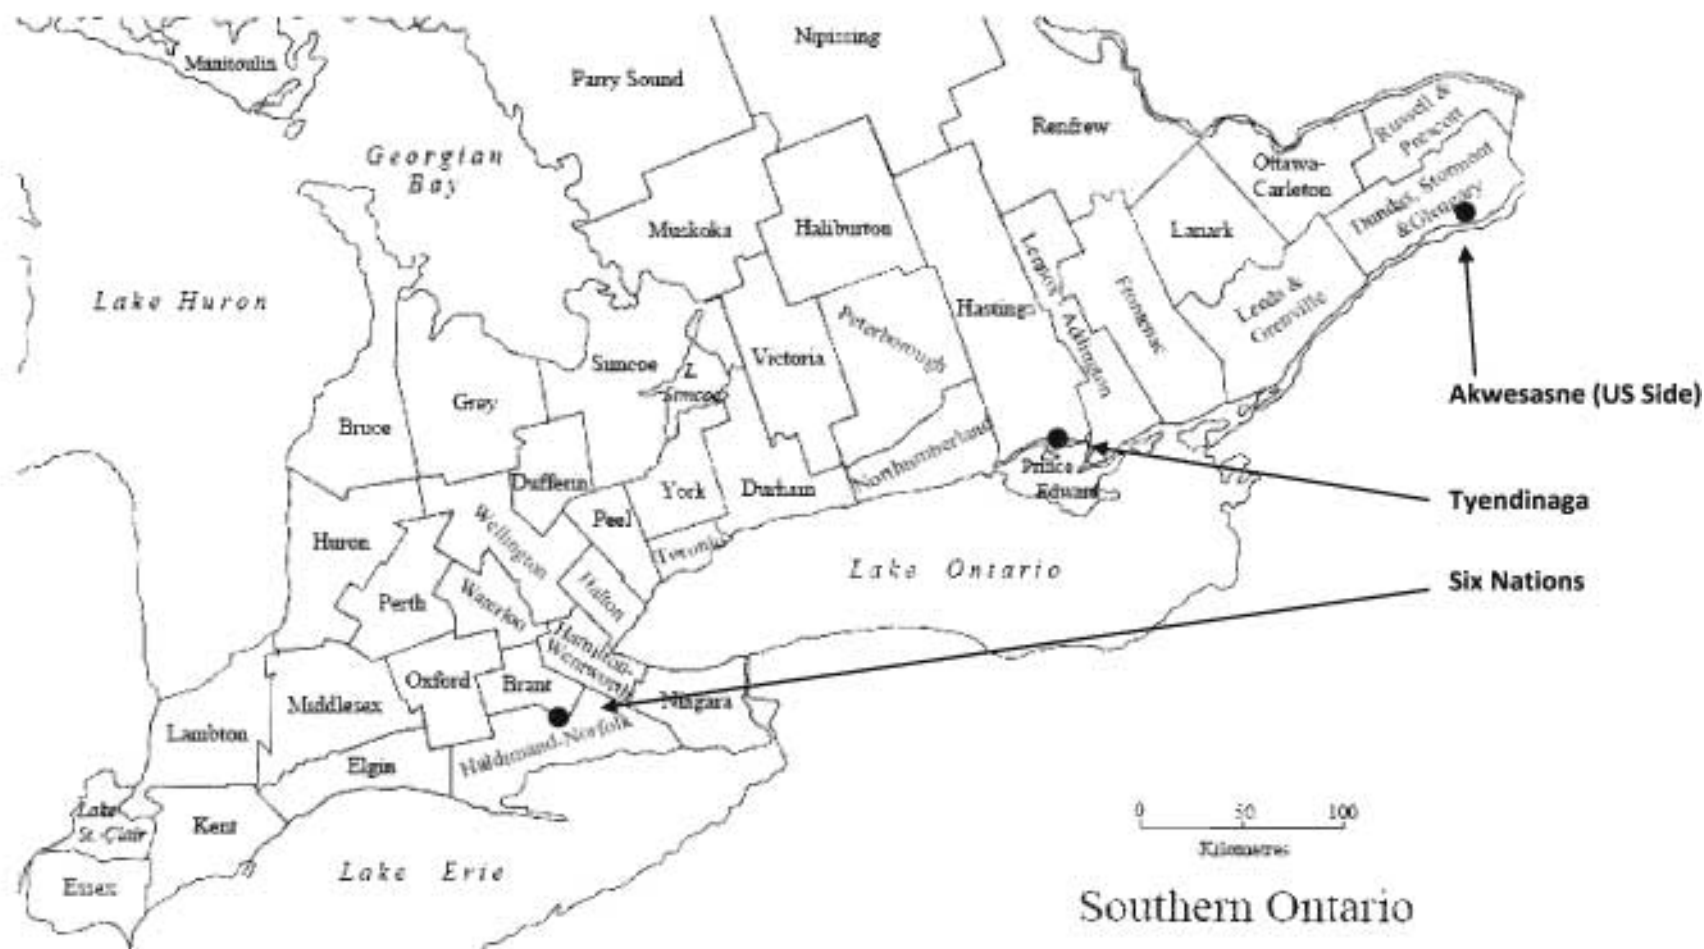 Nipissing
Manitoulin
Parry Sound
Renfrew
Russell &
Prescott
Georgian
Bay
Ottawa-
Carleton
Dundas, Stormont
& Glengary
Muskoka
Haliburton
Lanark
Lennox
Addington
Frontenac
Leeds &
Grenville
Lake Huron
Hastings
Peterborough
Victoria
Simcoe
L.
Simcoe
Grey
Bruce
Akwesasne (US Side)
Northumberland
Prince
Edward
Dufferin
York
Durham
Tyendinaga
Peel
Wellington
Huron
Toronto
Lake Ontario
Six Nations
Halton
Perth
Waterloo
Hamilton-
Wentworth
Oxford
Brant
Niagara
Middlesex
Lambton
Haldimand-Norfolk
Elgin
Lake
St. Clair
Kent
0 50 100
Kilometres
Lake Erie
Essex
Southern Ontario